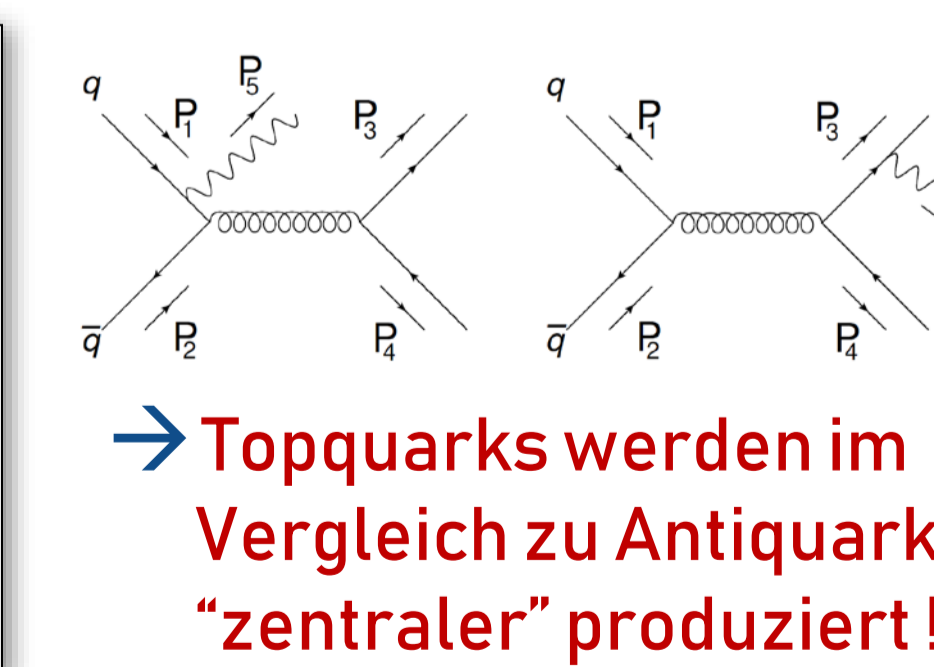 q P₁ P₅ P₃ q P₁ P₃
q̅ P₂ P₄ q̅ P₂ P₄
→ Topquarks werden im
Vergleich zu Antiquark
“zentraler” produziert !